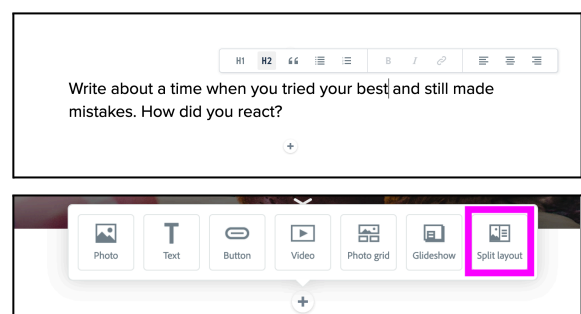 H1 H2 “ B I
Write about a time when you tried your best and still made
mistakes. How did you react?
+
Photo Text Button Video Photo grid Glideshow Split layout
+